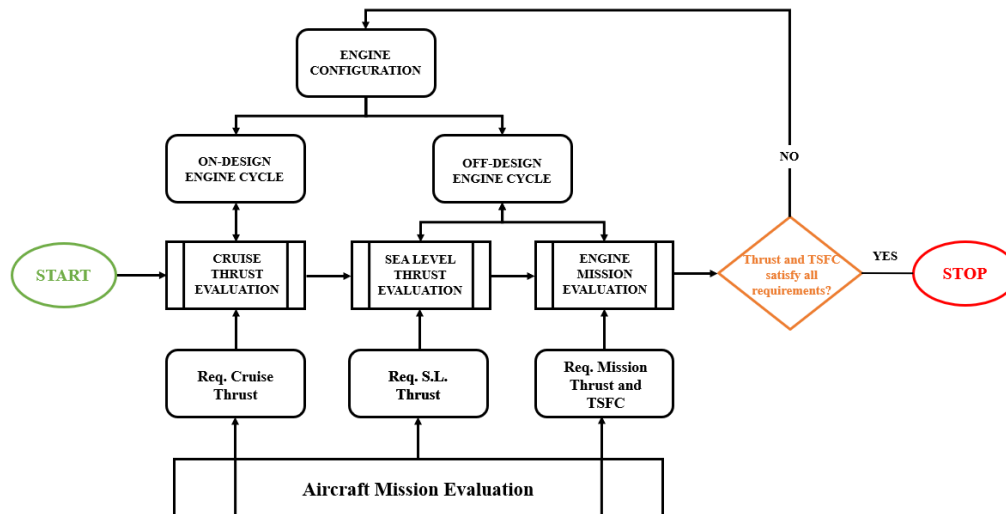 ENGINE
CONFIGURATION
ON-DESIGN
ENGINE CYCLE
OFF-DESIGN
ENGINE CYCLE
NO
START
CRUISE
THRUST
EVALUATION
SEA LEVEL
THRUST
EVALUATION
ENGINE
MISSION
EVALUATION
Thrust and TSFC
satisfy all
requirements?
YES
STOP
Req. Cruise
Thrust
Req. S.L.
Thrust
Req. Mission
Thrust and
TSFC
Aircraft Mission Evaluation